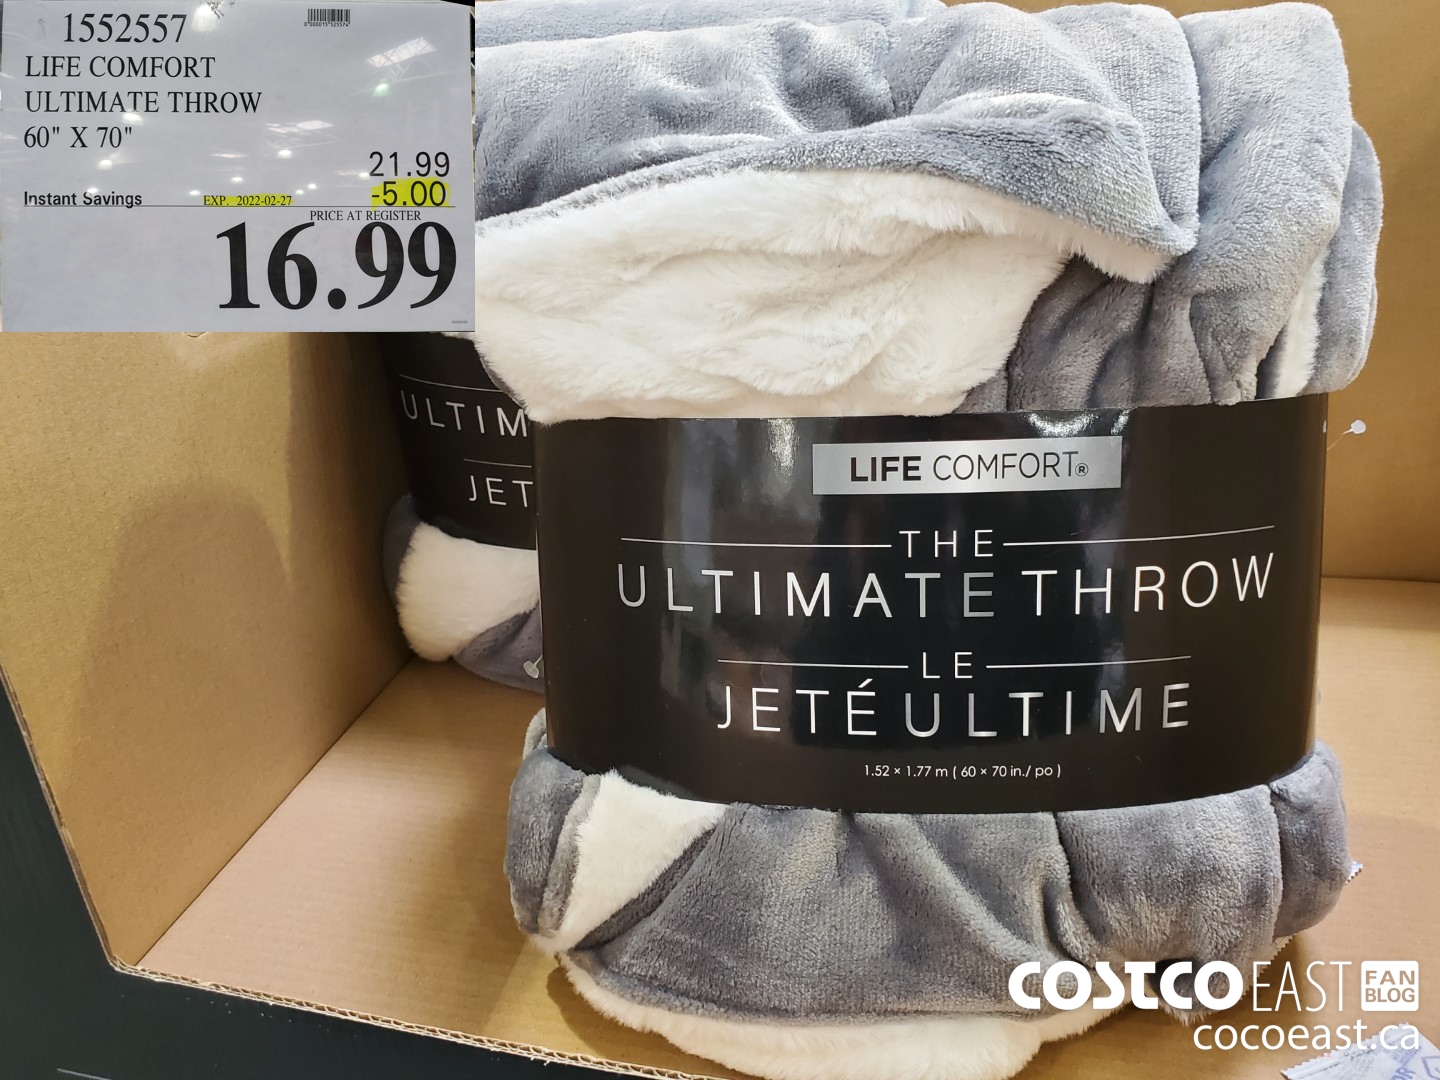 1552557
LIFE COMFORT
ULTIMATE THROW
60" X 70"
21.99
Instant Savings EXP. 2022-02-27 -5.00
PRICE AT REGISTER
16.99
ULTIM
JET
LIFE COMFORT®
THE
ULTIMATE THROW
LE
JETÉ ULTIME
1.52 × 1.77 m ( 60 × 70 in./ po )
COSTCO EAST FAN BLOG
cocoeast.ca